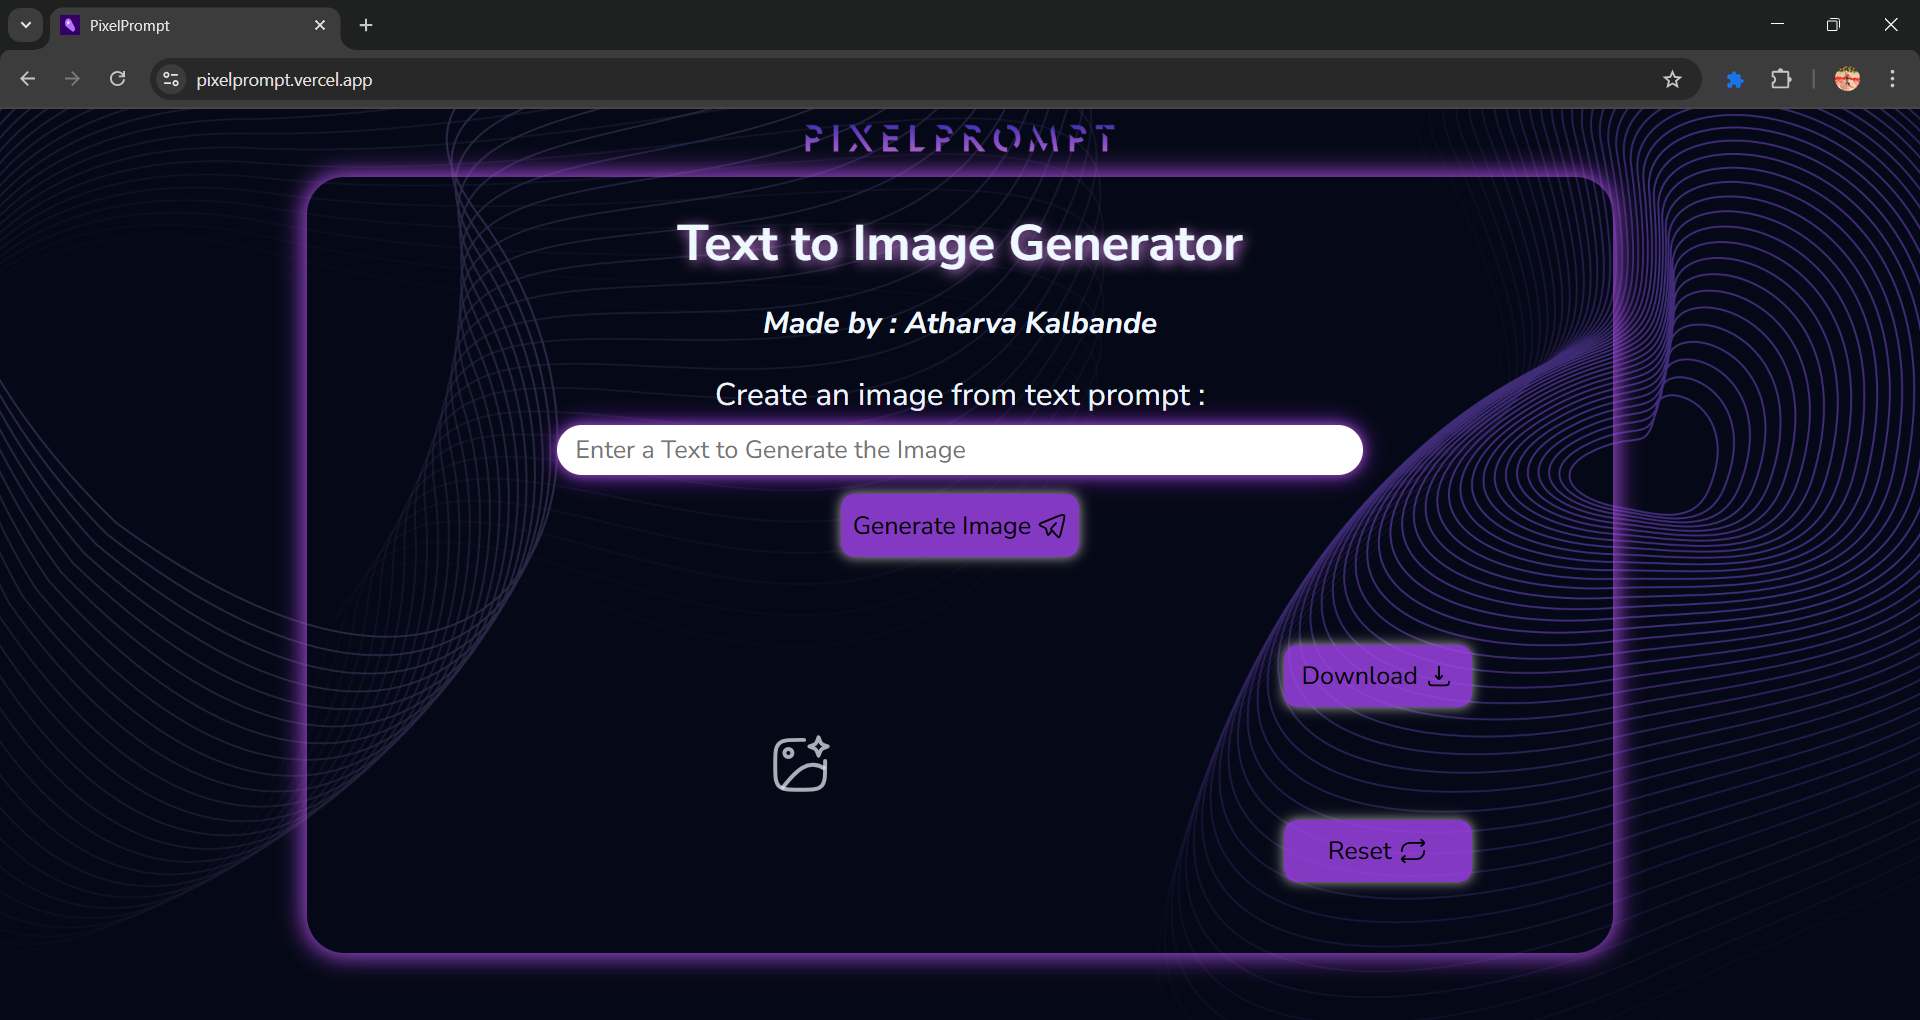 PixelPrompt
pixelprompt.vercel.app
PIXELPROMPT
Text to Image Generator
Made by : Atharva Kalbande
Create an image from text prompt :
Enter a Text to Generate the Image
Generate Image
Download
Reset